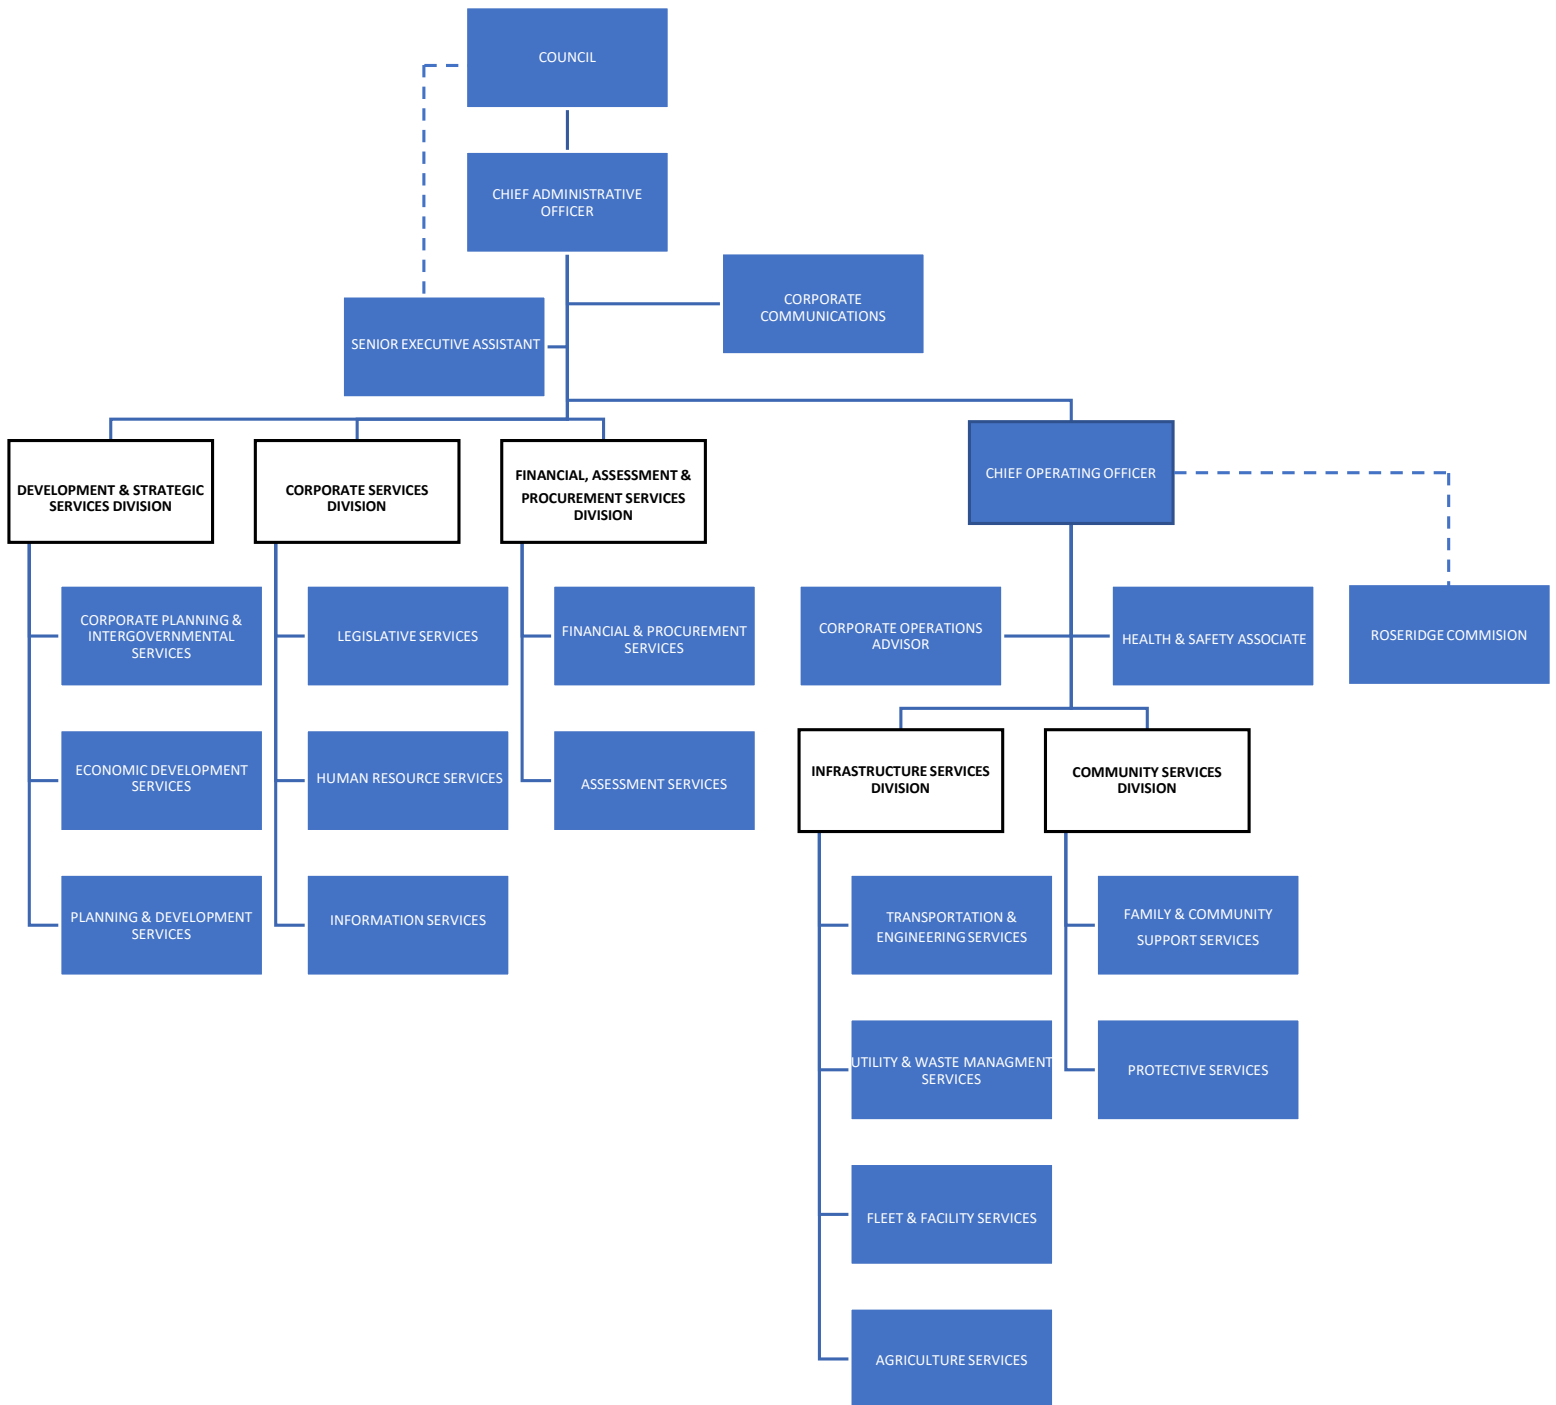 COUNCIL
CHIEF ADMINISTRATIVE
OFFICER
CORPORATE
COMMUNICATIONS
SENIOR EXECUTIVE ASSISTANT
DEVELOPMENT & STRATEGIC
SERVICES DIVISION
CORPORATE SERVICES
DIVISION
FINANCIAL, ASSESSMENT &
PROCUREMENT SERVICES
DIVISION
CHIEF OPERATING OFFICER
CORPORATE PLANNING &
INTERGOVERNMENTAL
SERVICES
LEGISLATIVE SERVICES
FINANCIAL & PROCUREMENT
SERVICES
CORPORATE OPERATIONS
ADVISOR
HEALTH & SAFETY ASSOCIATE
ROSERIDGE COMMISION
ECONOMIC DEVELOPMENT
SERVICES
HUMAN RESOURCE SERVICES
ASSESSMENT SERVICES
INFRASTRUCTURE SERVICES
DIVISION
COMMUNITY SERVICES
DIVISION
PLANNING & DEVELOPMENT
SERVICES
INFORMATION SERVICES
TRANSPORTATION &
ENGINEERING SERVICES
FAMILY & COMMUNITY
SUPPORT SERVICES
UTILITY & WASTE MANAGMENT
SERVICES
PROTECTIVE SERVICES
FLEET & FACILITY SERVICES
AGRICULTURE SERVICES